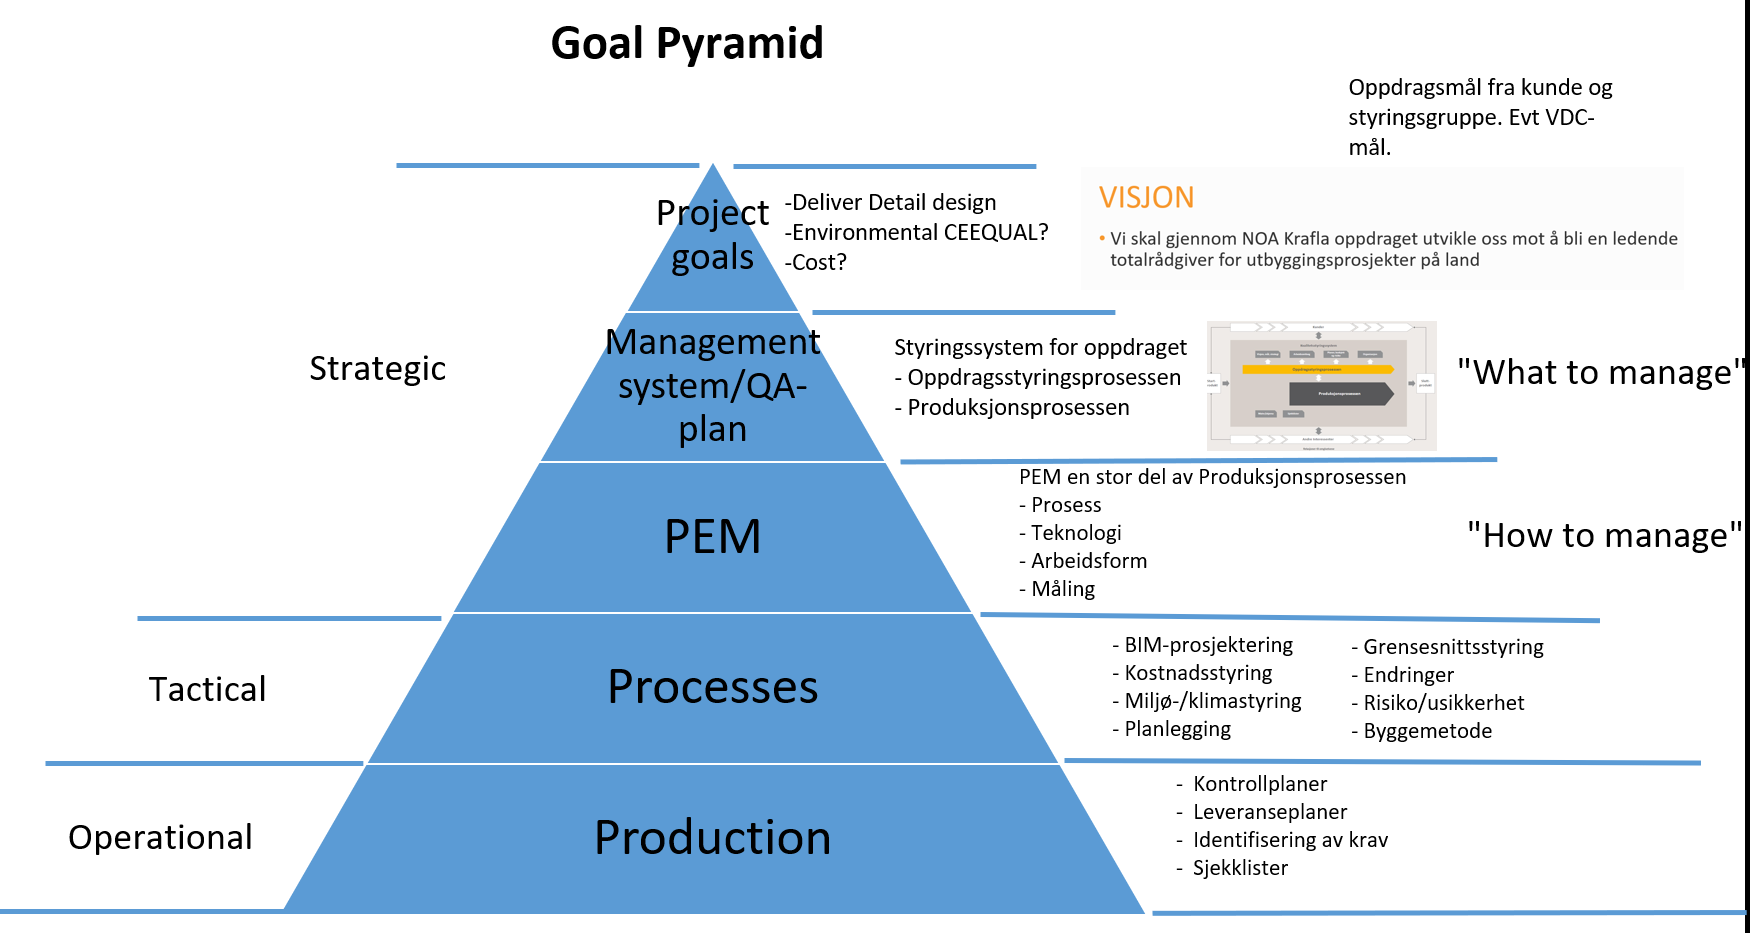 Goal Pyramid
Oppdragsmål fra kunde og
styringsgruppe. Evt VDC-
mål.
Project
goals
-Deliver Detail design
-Environmental CEEQUAL?
-Cost?
VISJON
• Vi skal gjennom NOA Krafla oppdraget utvikle oss mot å bli en ledende
totalrådgiver for utbyggingsprosjekter på land
Strategic
Management
system/QA-
plan
Styringssystem for oppdraget
- Oppdragsstyringsprosessen
- Produksjonsprosessen
Oppdragsstyringsprosessen
Produksjonsprosessen
"What to manage"
PEM
PEM en stor del av Produksjonsprosessen
- Prosess
- Teknologi
- Arbeidsform
- Måling
"How to manage"
Tactical
Processes
- BIM-prosjektering
- Kostnadsstyring
- Miljø-/klimastyring
- Planlegging
- Grensesnittsstyring
- Endringer
- Risiko/usikkerhet
- Byggemetode
Operational
Production
- Kontrollplaner
- Leveranseplaner
- Identifisering av krav
- Sjekklister